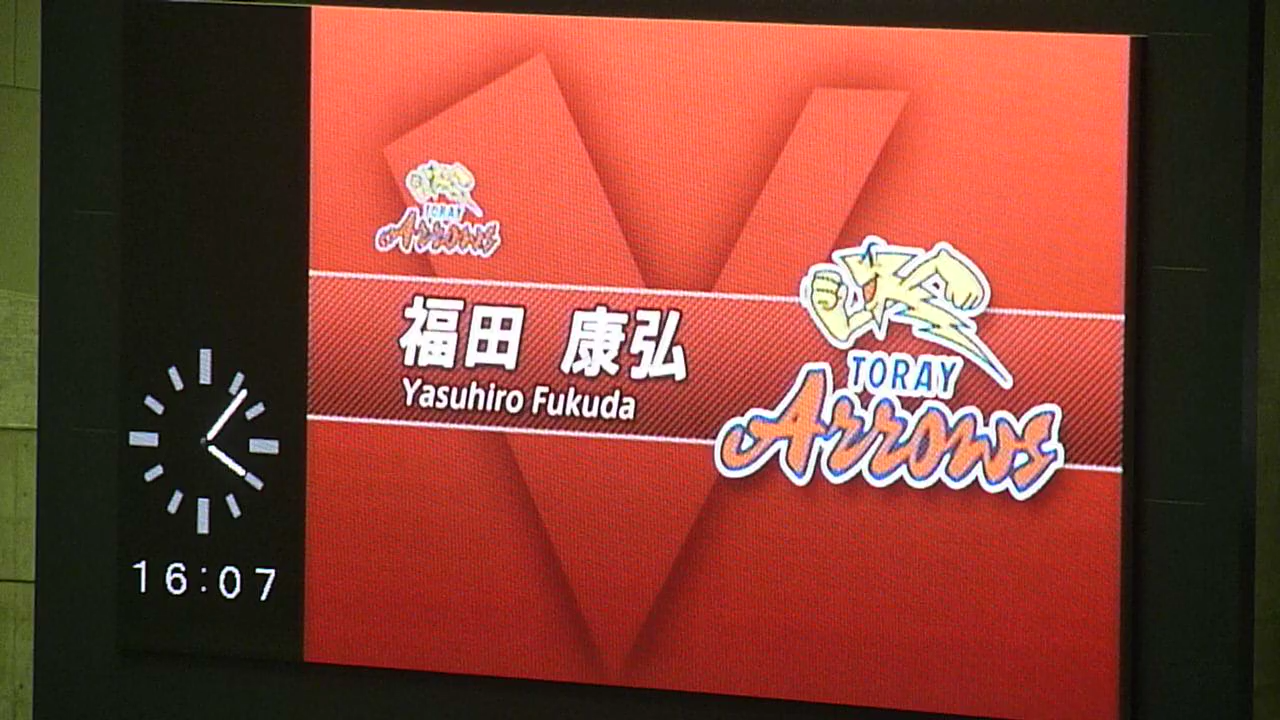 TORAY
Arrows
福田 康弘
Yasuhiro Fukuda
TORAY
Arrows
16:07